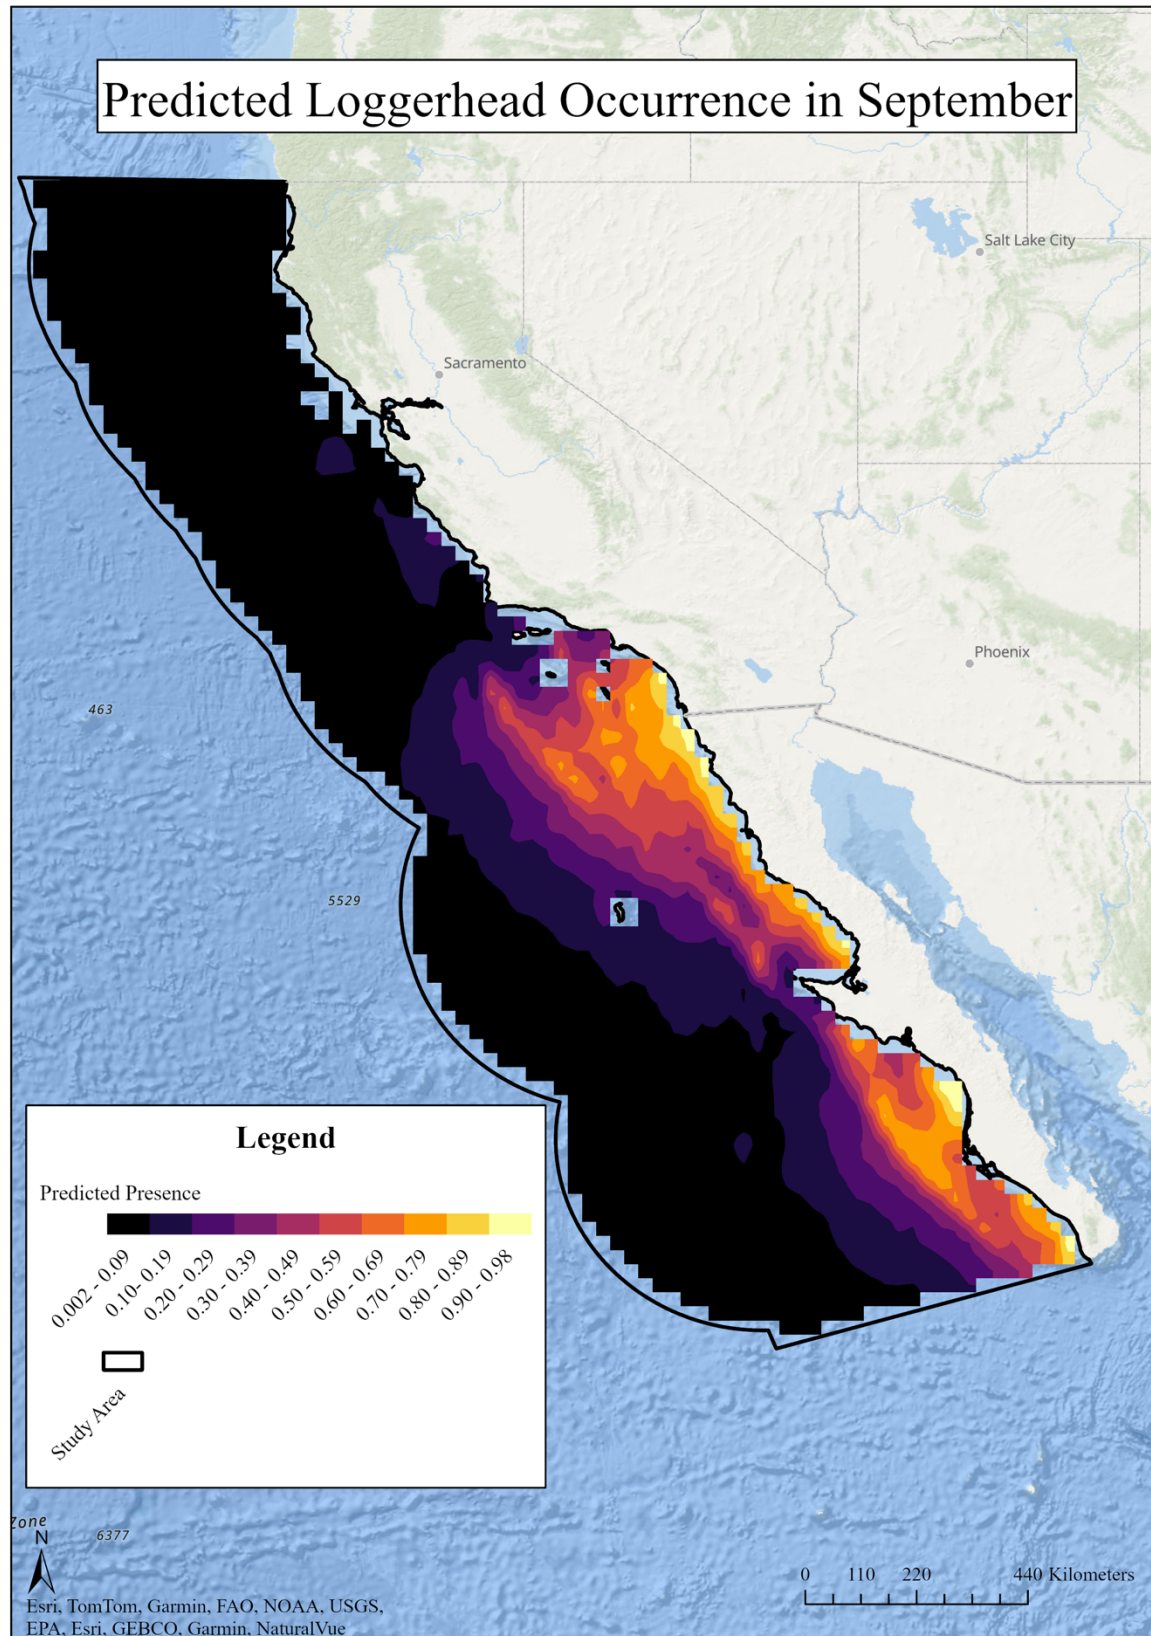 Predicted Loggerhead Occurrence in September
Salt Lake City
Sacramento
Phoenix
463
5529
Legend
Predicted Presence
0.002 - 0.09
0.10- 0.19
0.20 - 0.29
0.30 - 0.39
0.40 - 0.49
0.50 - 0.59
0.60 - 0.69
0.70 - 0.79
0.80 - 0.89
0.90 - 0.98
Study Area
zone
6377
N
0 110 220 440 Kilometers
Esri, TomTom, Garmin, FAO, NOAA, USGS,
EPA, Esri, GEBCO, Garmin, NaturalVue